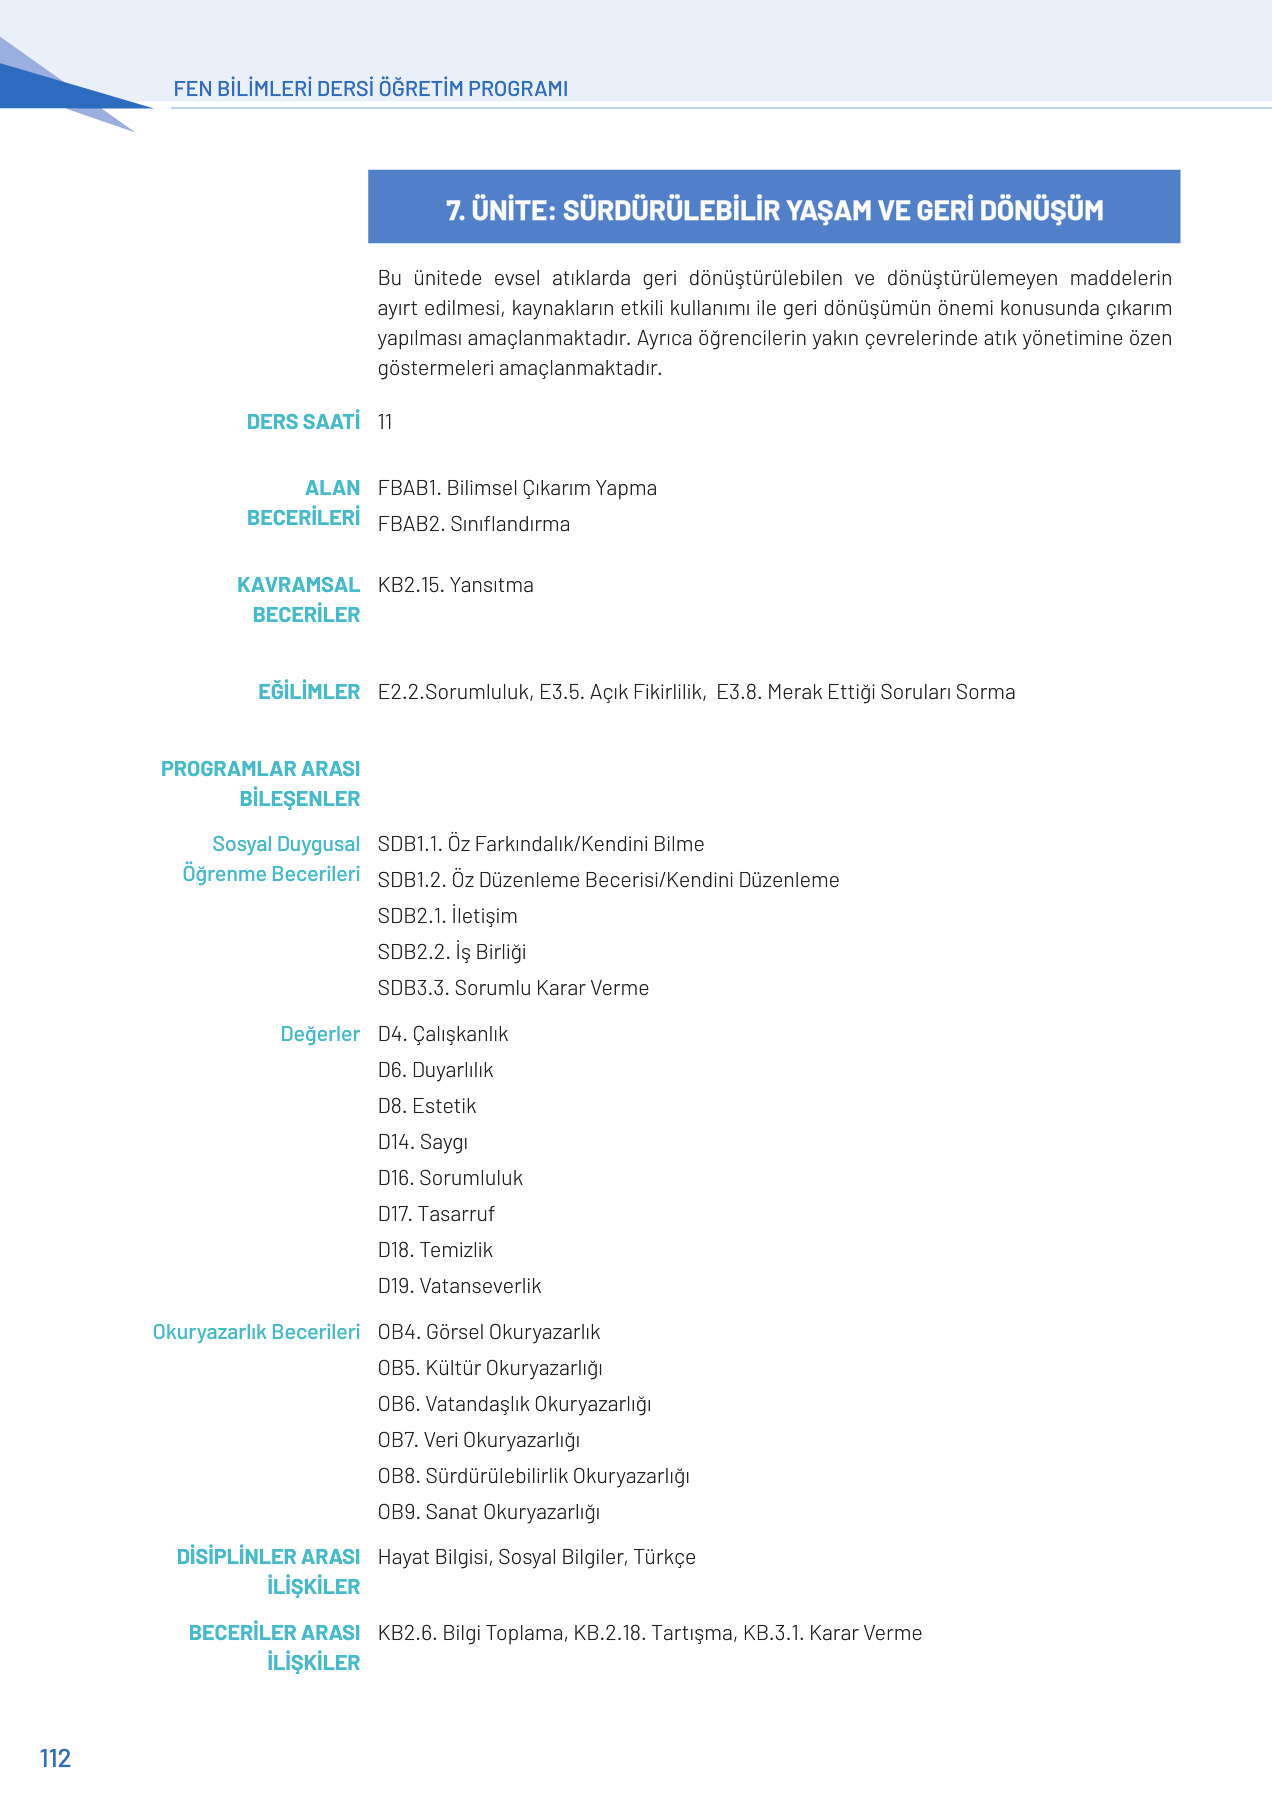 FEN BİLİMLERİ DERSİ ÖĞRETİM PROGRAMI
7. ÜNİTE: SÜRDÜRÜLEBİLİR YAŞAM VE GERİ DÖNÜŞÜM
Bu ünitede evsel atıklarda geri dönüştürülebilen ve dönüştürülemeyen maddelerin
ayırt edilmesi, kaynakların etkili kullanımı ile geri dönüşümün önemi konusunda çıkarım
yapılması amaçlanmaktadır. Ayrıca öğrencilerin yakın çevrelerinde atık yönetimine özen
göstermeleri amaçlanmaktadır.
DERS SAATİ 11
ALAN
BECERİLERİ
FBAB1. Bilimsel Çıkarım Yapma
FBAB2. Sınıflandırma
KAVRAMSAL
BECERİLER
KB2.15. Yansıtma
EĞİLİMLER E2.2.Sorumluluk, E3.5. Açık Fikirlilik, E3.8. Merak Ettiği Soruları Sorma
PROGRAMLAR ARASI
BİLEŞENLER
Sosyal Duygusal
Öğrenme Becerileri
SDB1.1. Öz Farkındalık/Kendini Bilme
SDB1.2. Öz Düzenleme Becerisi/Kendini Düzenleme
SDB2.1. İletişim
SDB2.2. İş Birliği
SDB3.3. Sorumlu Karar Verme
Değerler D4. Çalışkanlık
D6. Duyarlılık
D8. Estetik
D14. Saygı
D16. Sorumluluk
D17. Tasarruf
D18. Temizlik
D19. Vatanseverlik
Okuryazarlık Becerileri OB4. Görsel Okuryazarlık
OB5. Kültür Okuryazarlığı
OB6. Vatandaşlık Okuryazarlığı
OB7. Veri Okuryazarlığı
OB8. Sürdürülebilirlik Okuryazarlığı
OB9. Sanat Okuryazarlığı
DİSİPLİNLER ARASI
İLİŞKİLER
Hayat Bilgisi, Sosyal Bilgiler, Türkçe
BECERİLER ARASI
İLİŞKİLER
KB2.6. Bilgi Toplama, KB.2.18. Tartışma, KB.3.1. Karar Verme
112